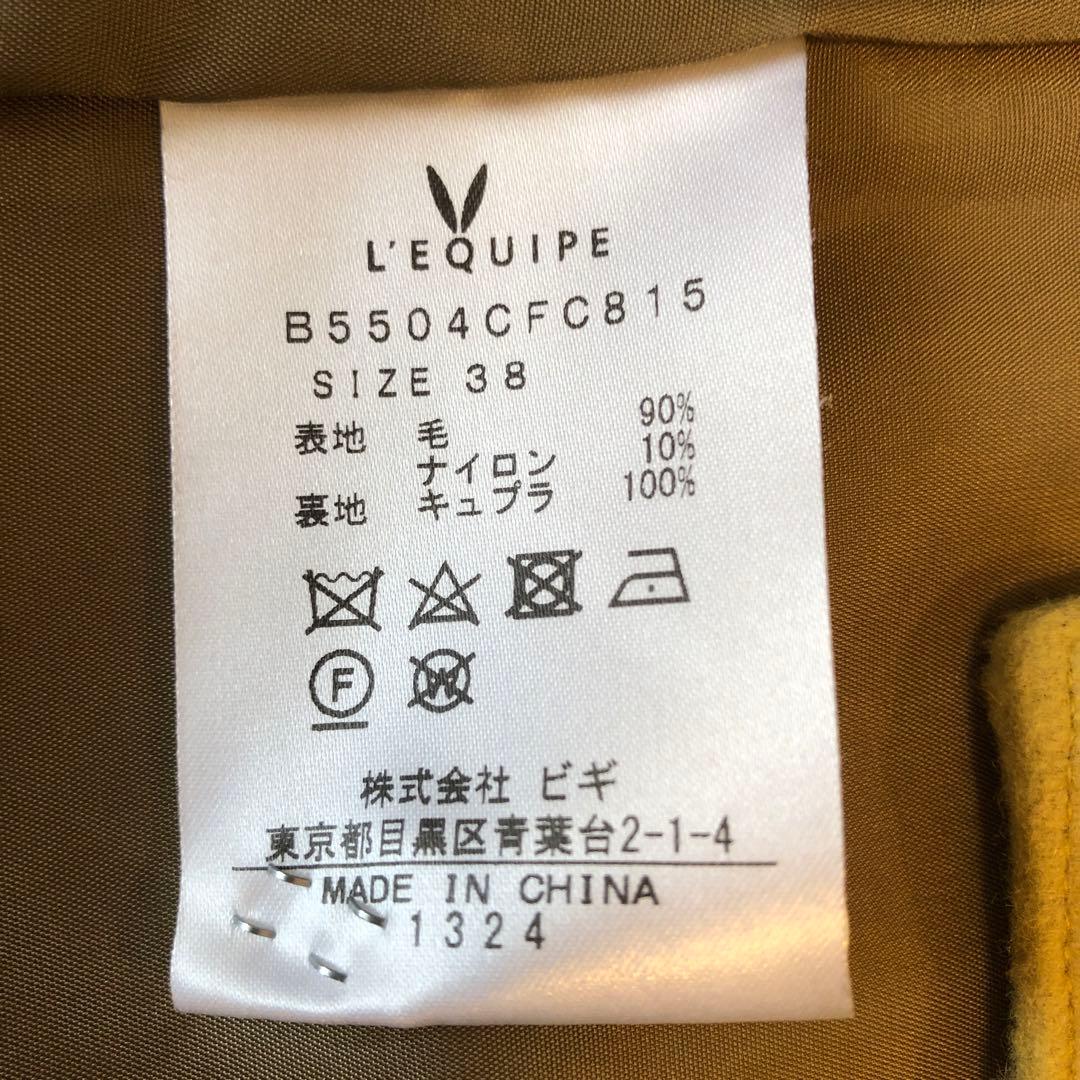 L'EQUIPE
B5504CFC815
SIZE 38
表地 毛 90%
ナイロン 10%
裏地 キュプラ 100%
F
W
株式会社 ビギ
東京都目黒区青葉台2-1-4
MADE IN CHINA
1324